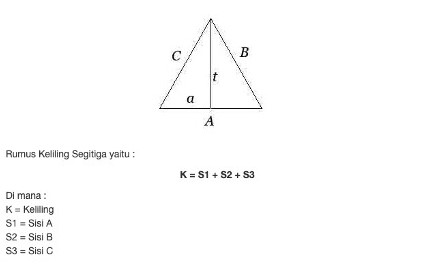 C B
t
a
A
Rumus Keliling Segitiga yaitu :
K = S1 + S2 + S3
Di mana :
K = Keliling
S1 = Sisi A
S2 = Sisi B
S3 = Sisi C